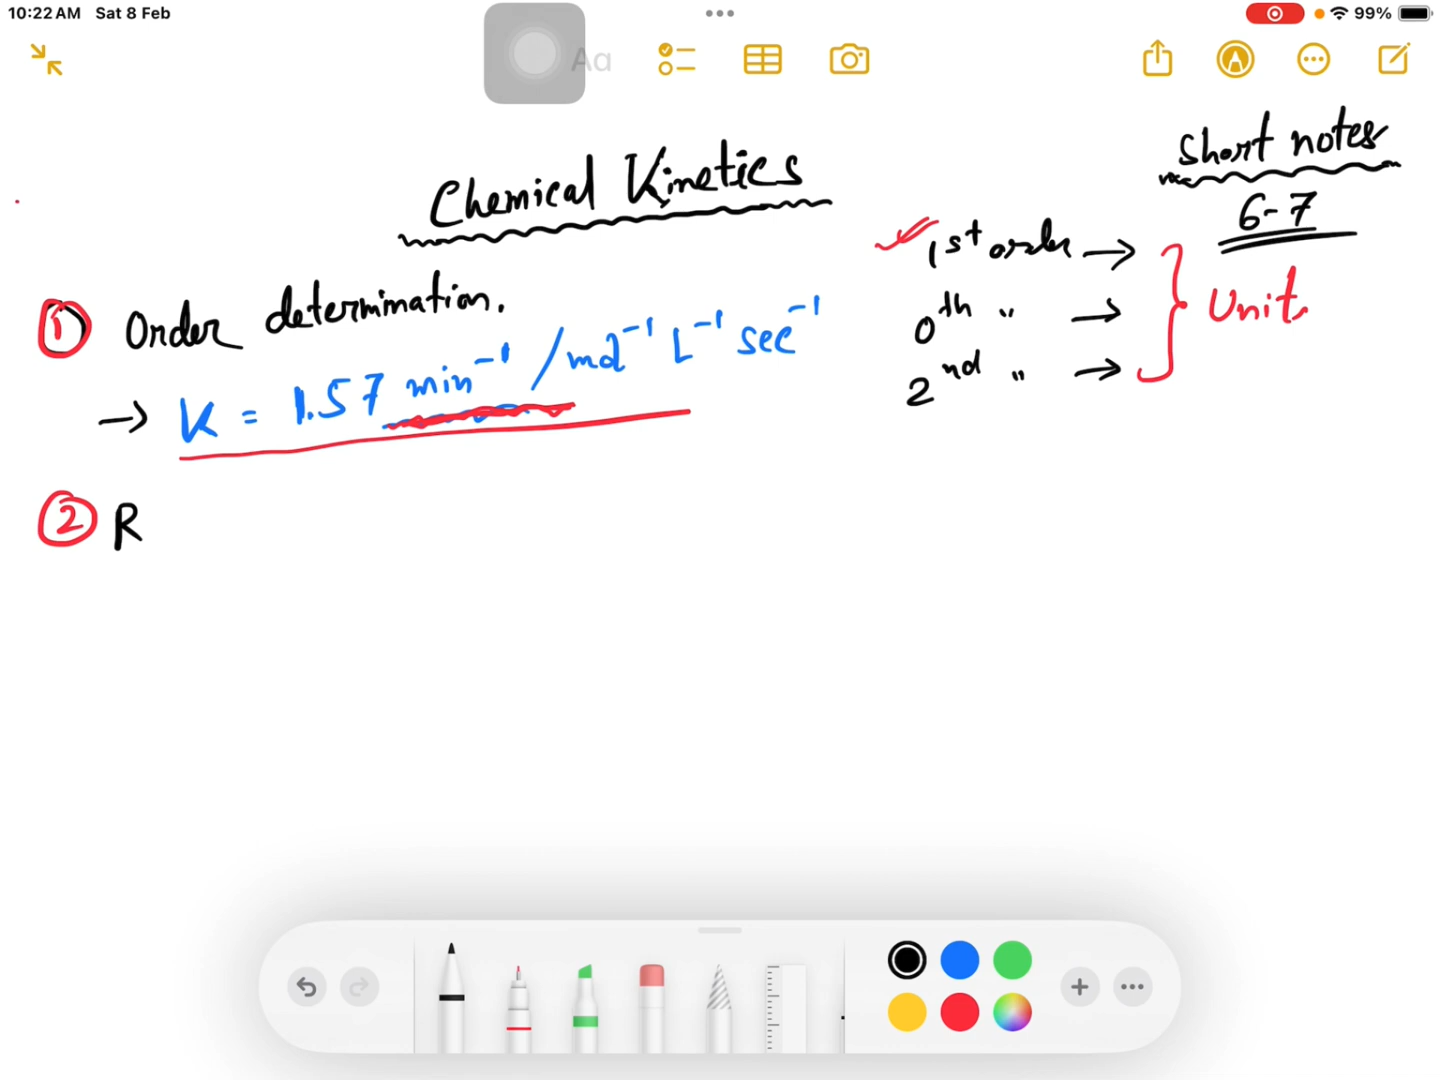 10:22 AM Sat 8 Feb
99%
Aa
Short notes
6-7
Chemical Kinetics
1st order →
0th " →
2nd " →
Unit
① Order determination.
→ K = 1.57 min⁻¹ / mol⁻¹ L⁻¹ sec⁻¹
② R